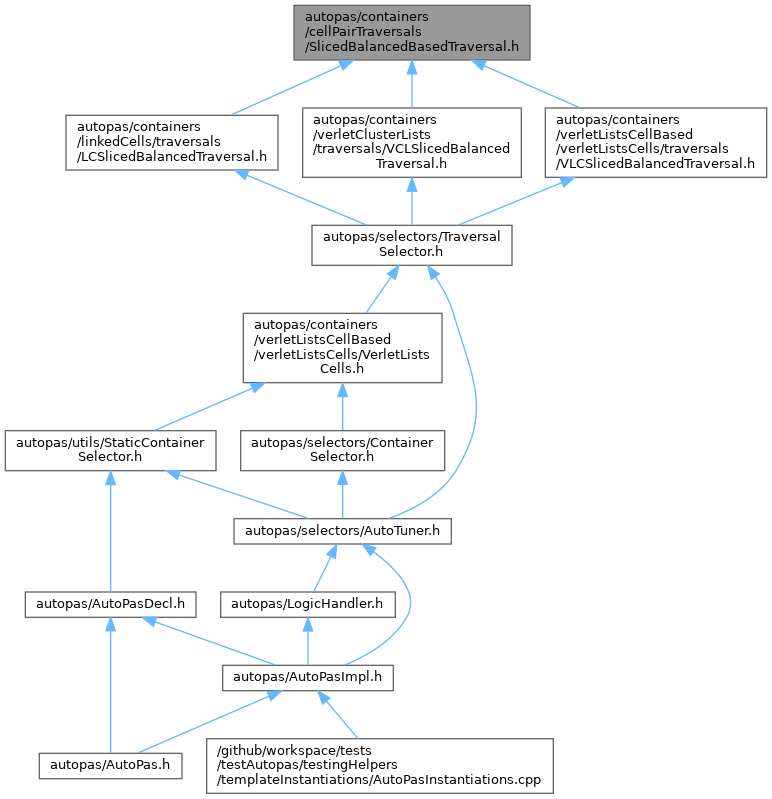 autopas/containers
/cellPairTraversals
/SlicedBalancedBasedTraversal.h
autopas/containers
/linkedCells/traversals
/LCSlicedBalancedTraversal.h
autopas/containers
/verletClusterLists
/traversals/VCLSlicedBalanced
Traversal.h
autopas/containers
/verletListsCellBased
/verletListsCells/traversals
/VLCSlicedBalancedTraversal.h
autopas/selectors/Traversal
Selector.h
autopas/containers
/verletListsCellBased
/verletListsCells/VerletLists
Cells.h
autopas/utils/StaticContainer
Selector.h
autopas/selectors/Container
Selector.h
autopas/selectors/AutoTuner.h
autopas/AutoPasDecl.h
autopas/LogicHandler.h
autopas/AutoPasImpl.h
autopas/AutoPas.h
/github/workspace/tests
/testAutopas/testingHelpers
/templateInstantiations/AutoPasInstantiations.cpp